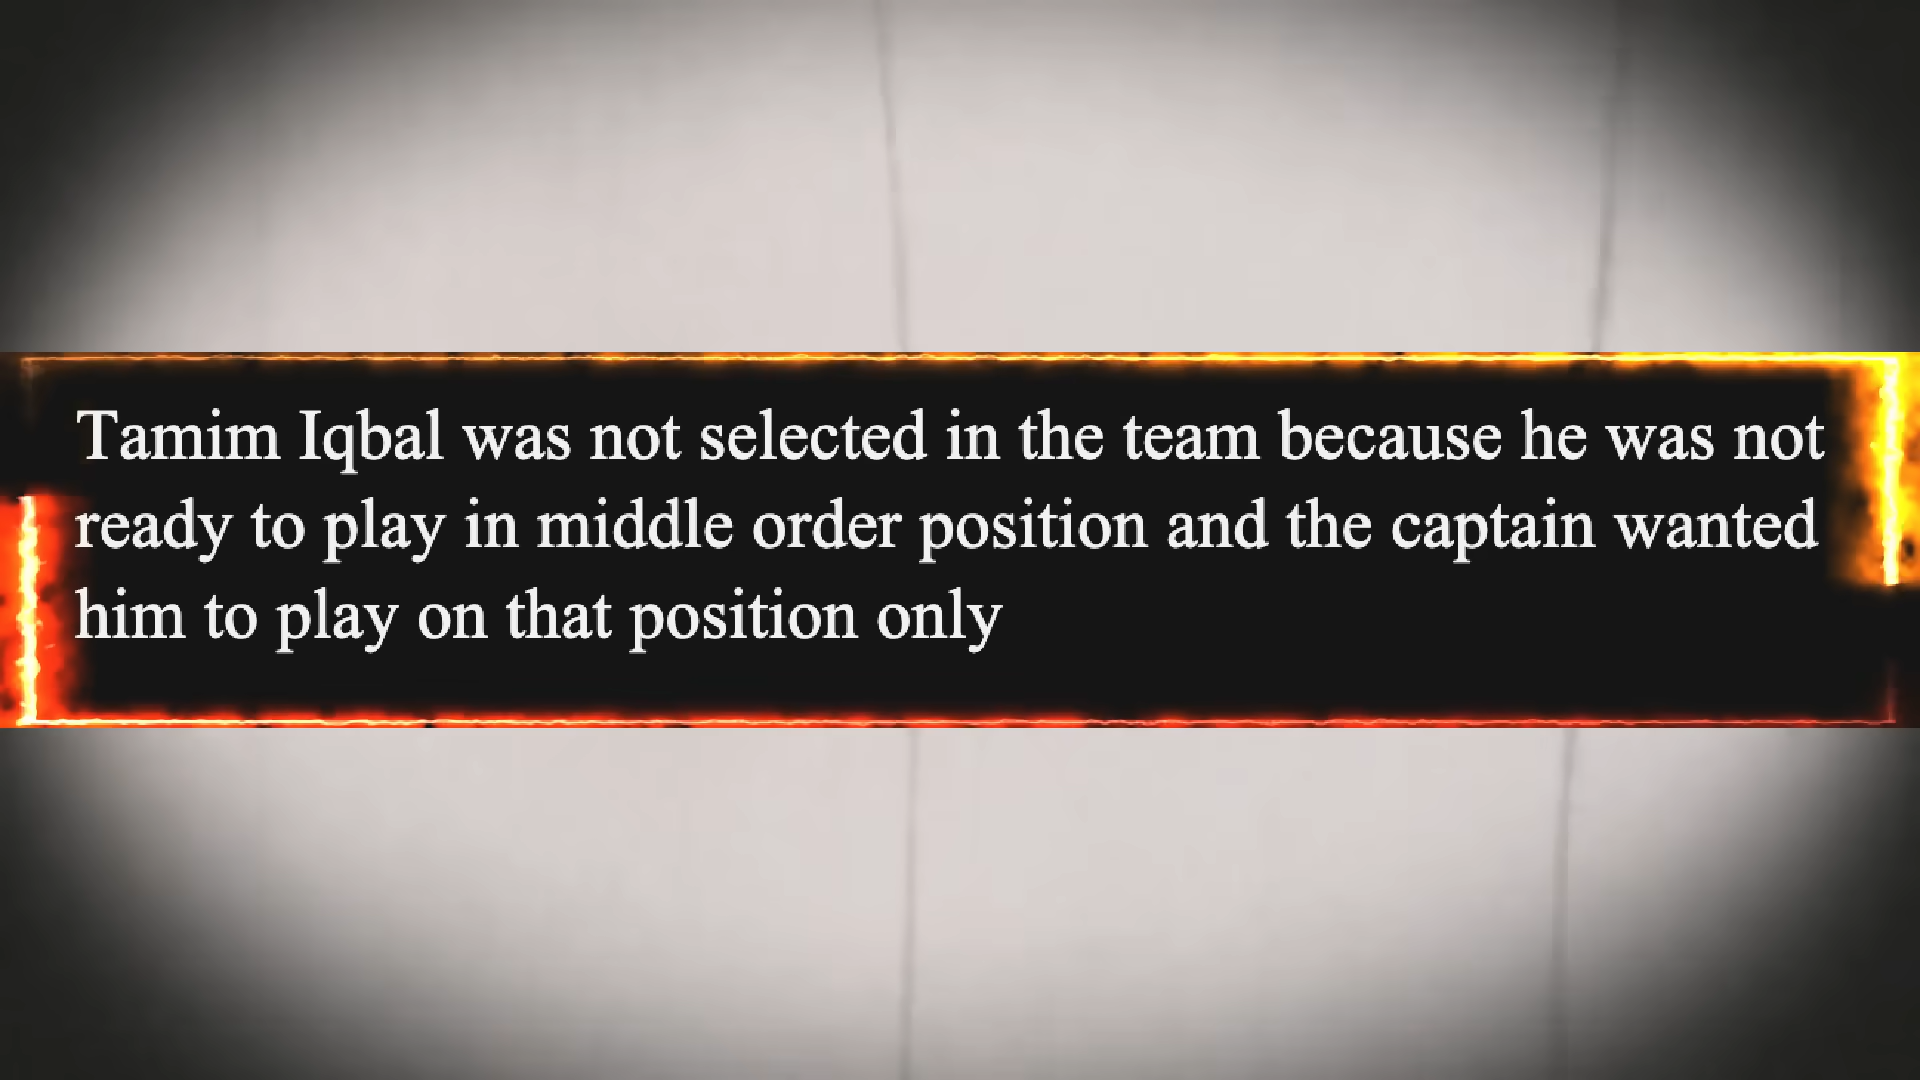 Tamim Iqbal was not selected in the team because he was not
ready to play in middle order position and the captain wanted
him to play on that position only